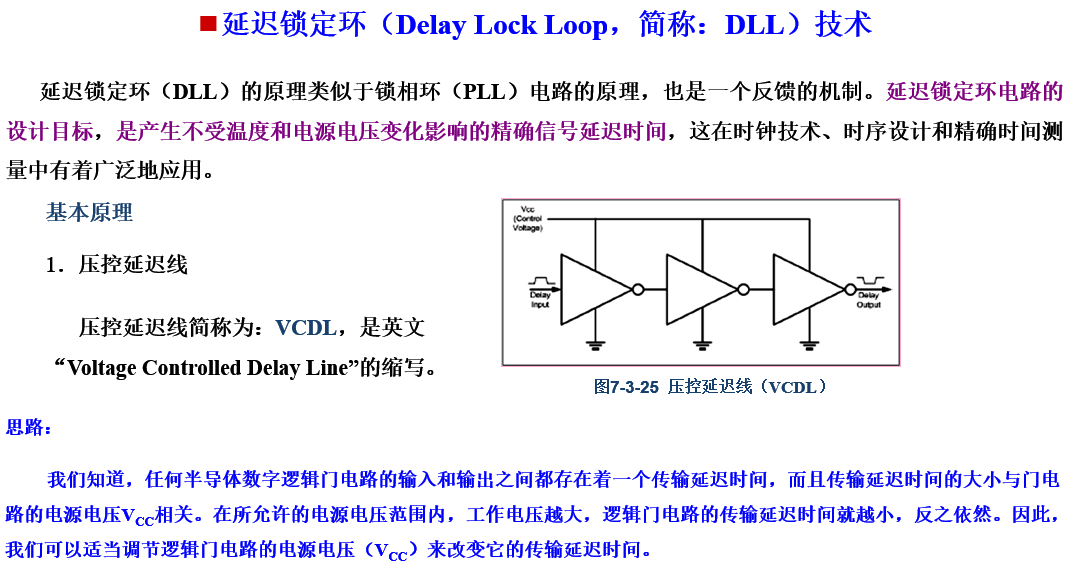 延迟锁定环（Delay Lock Loop，简称：DLL）技术
延迟锁定环（DLL）的原理类似于锁相环（PLL）电路的原理，也是一个反馈的机制。延迟锁定环电路的
设计目标，是产生不受温度和电源电压变化影响的精确信号延迟时间，这在时钟技术、时序设计和精确时间测
量中有着广泛地应用。
基本原理
1．压控延迟线
压控延迟线简称为：VCDL，是英文
“Voltage Controlled Delay Line”的缩写。
Vcc
(Control
Voltage)
Delay
Input
Delay
Output
图7-3-25 压控延迟线（VCDL）
思路：
我们知道，任何半导体数字逻辑门电路的输入和输出之间都存在着一个传输延迟时间，而且传输延迟时间的大小与门电
路的电源电压VCC相关。在所允许的电源电压范围内，工作电压越大，逻辑门电路的传输延迟时间就越小，反之依然。因此，
我们可以适当调节逻辑门电路的电源电压（VCC）来改变它的传输延迟时间。